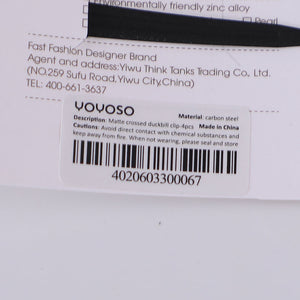 Environmentally friendly zinc alloy
Pearl
Fast Fashion Designer Brand
Agent and address:Yiwu Think Tanks Trading Co., Ltd.
(NO.259 Sufu Road,Yiwu City,China)
TEL: 400-661-3637
YOYOSO
Material: carbon steel
Description: Matte crossed duckbill clip-4pcs Made in China
Cautions: Avoid direct contact with chemical substances and
keep away from fire. When not wearing, please seal and store
4020603300067